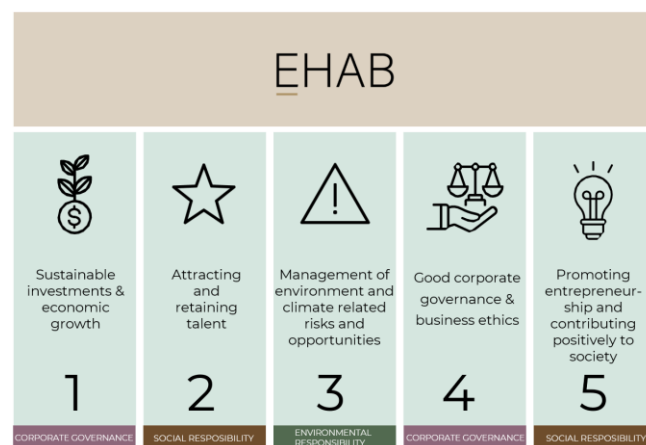 EHAB
$
Sustainable
investments &
economic
growth
1
CORPORATE GOVERNANCE
Attracting
and
retaining
talent
2
SOCIAL RESPOSIBILITY
Management of
environment and
climate related
risks and
opportunities
3
ENVIRONMENTAL
RESPONSIBILITY
Good corporate
governance &
business ethics
4
CORPORATE GOVERNANCE
Promoting
entrepreneur-
ship and
contributing
positively to
society
5
SOCIAL RESPOSIBILITY